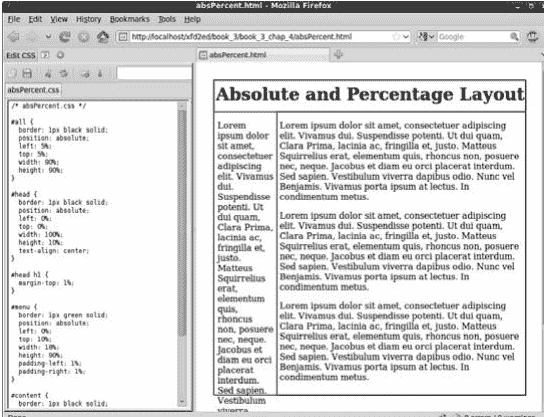 absPercent.html - Mozilla Firefox
File Edit View History Bookmarks Tools Help
http://localhost/xfd2ed/book_3/book_3_chap_4/absPercent.html
Google
Edit CSS
absPercent.html
absPercent.css
/* absPercent.css */
#all {
border: 1px black solid;
position: absolute;
left: 5%;
top: 5%;
width: 90%;
height: 90%;
}
#head {
border: 1px black solid;
position: absolute;
left: 0%;
top: 0%;
width: 100%;
height: 10%;
text-align: center;
}
#head h1 {
margin-top: 1%;
}
#menu {
border: 1px green solid;
position: absolute;
left: 0%;
top: 10%;
width: 18%;
height: 90%;
padding-left: 1%;
padding-right: 1%;
}
#content {
border: 1px black solid;
Absolute and Percentage Layout
Lorem
ipsum dolor
sit amet,
consectetuer
adipiscing
elit. Vivamus
dui.
Suspendisse
potenti. Ut
dui quam,
Clara Prima,
lacinia ac,
fringilla et,
justo.
Matteus
Squirrelius
erat,
elementum
quis,
rhoncus
non, posuere
nec, neque.
Jacobus et
diam eu orci
placerat
interdum.
Sed sapien.
Vestibulum
viverra
Lorem ipsum dolor sit amet, consectetuer adipiscing
elit. Vivamus dui. Suspendisse potenti. Ut dui quam,
Clara Prima, lacinia ac, fringilla et, justo. Matteus
Squirrelius erat, elementum quis, rhoncus non, posuere
nec, neque. Jacobus et diam eu orci placerat interdum.
Sed sapien. Vestibulum viverra dapibus odio. Nunc vel
Benjamis. Vivamus porta ipsum at lectus. In
condimentum metus.
Lorem ipsum dolor sit amet, consectetuer adipiscing
elit. Vivamus dui. Suspendisse potenti. Ut dui quam,
Clara Prima, lacinia ac, fringilla et, justo. Matteus
Squirrelius erat, elementum quis, rhoncus non, posuere
nec, neque. Jacobus et diam eu orci placerat interdum.
Sed sapien. Vestibulum viverra dapibus odio. Nunc vel
Benjamis. Vivamus porta ipsum at lectus. In
condimentum metus.
Lorem ipsum dolor sit amet, consectetuer adipiscing
elit. Vivamus dui. Suspendisse potenti. Ut dui quam,
Clara Prima, lacinia ac, fringilla et, justo. Matteus
Squirrelius erat, elementum quis, rhoncus non, posuere
nec, neque. Jacobus et diam eu orci placerat interdum.
Sed sapien. Vestibulum viverra dapibus odio. Nunc vel
Benjamis. Vivamus porta ipsum at lectus. In
condimentum metus.